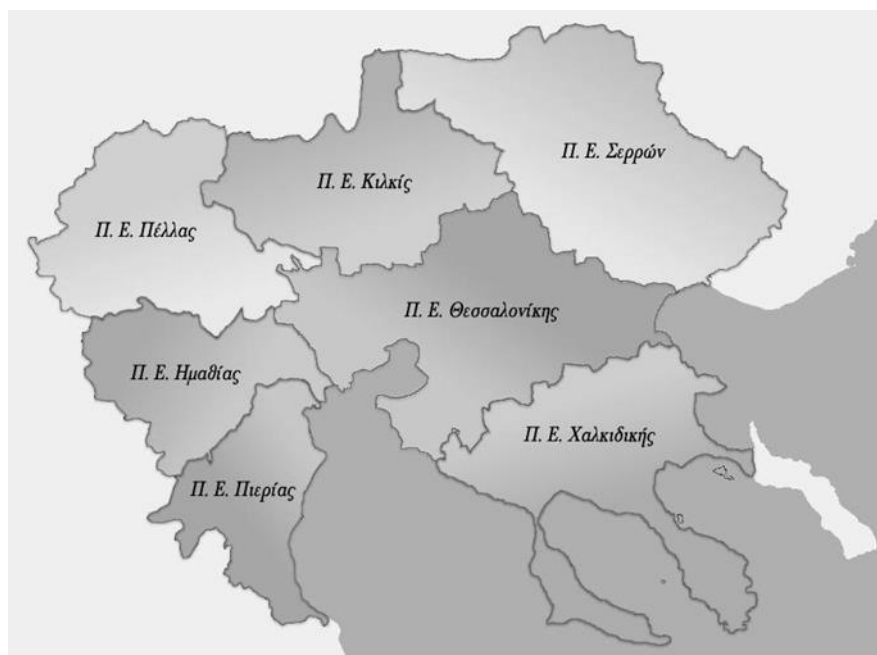 Π. Ε. Σερρών
Π. Ε. Κιλκίς
Π. Ε. Πέλλας
Π. Ε. Θεσσαλονίκης
Π. Ε. Ημαθίας
Π. Ε. Χαλκιδικής
Π. Ε. Πιερίας